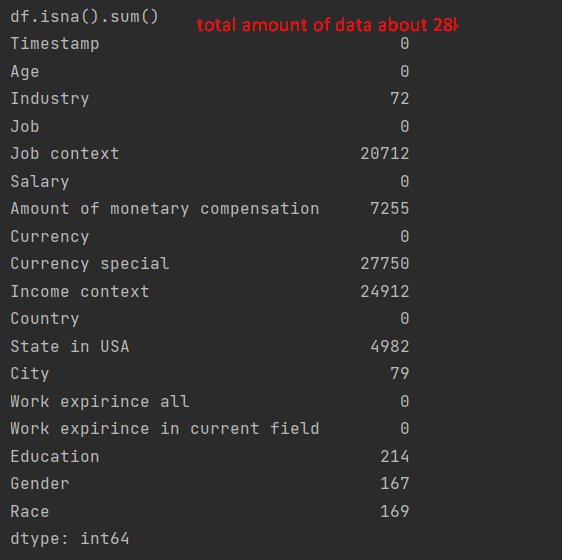 df.isna().sum()
total amount of data about 28k
Timestamp 0
Age 0
Industry 72
Job 0
Job context 20712
Salary 0
Amount of monetary compensation 7255
Currency 0
Currency special 27750
Income context 24912
Country 0
State in USA 4982
City 79
Work expirince all 0
Work expirince in current field 0
Education 214
Gender 167
Race 169
dtype: int64